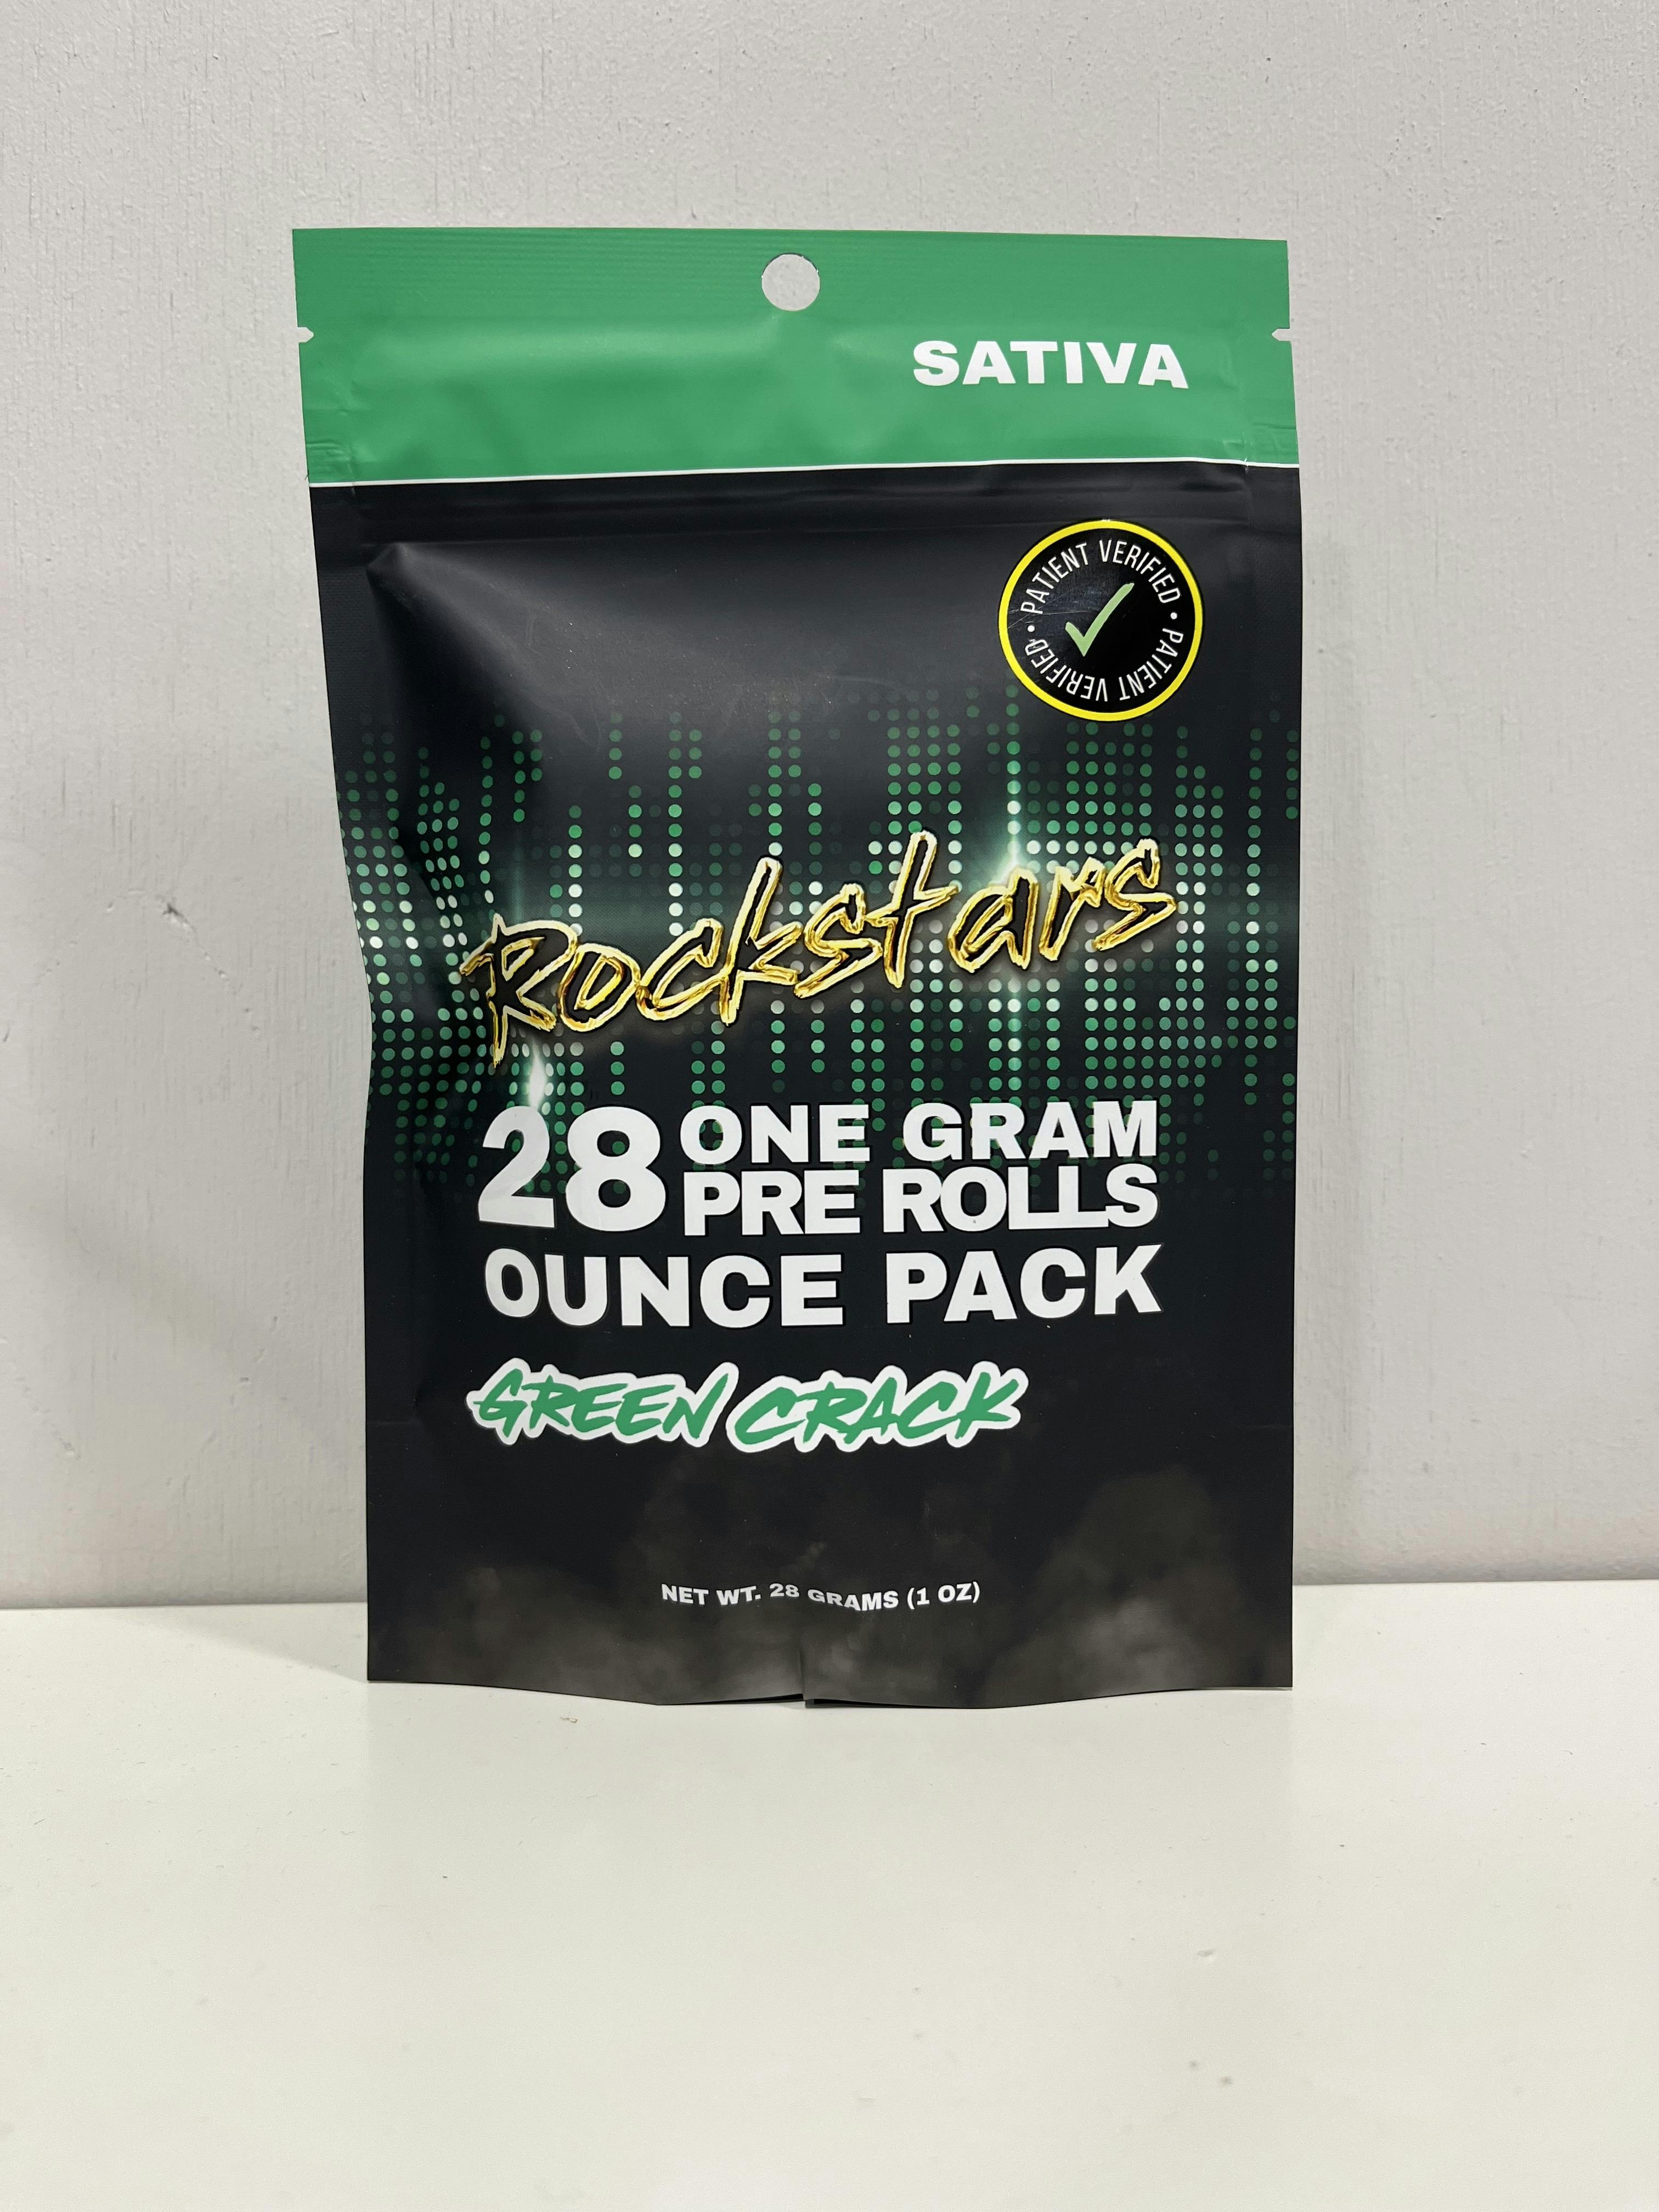 SATIVA
PATIENT VERIFIED • PATIENT VERIFIED •
Rockstars
28 ONE GRAM
PRE ROLLS
OUNCE PACK
GREEN CRACK
NET WT. 28 GRAMS (1 OZ)